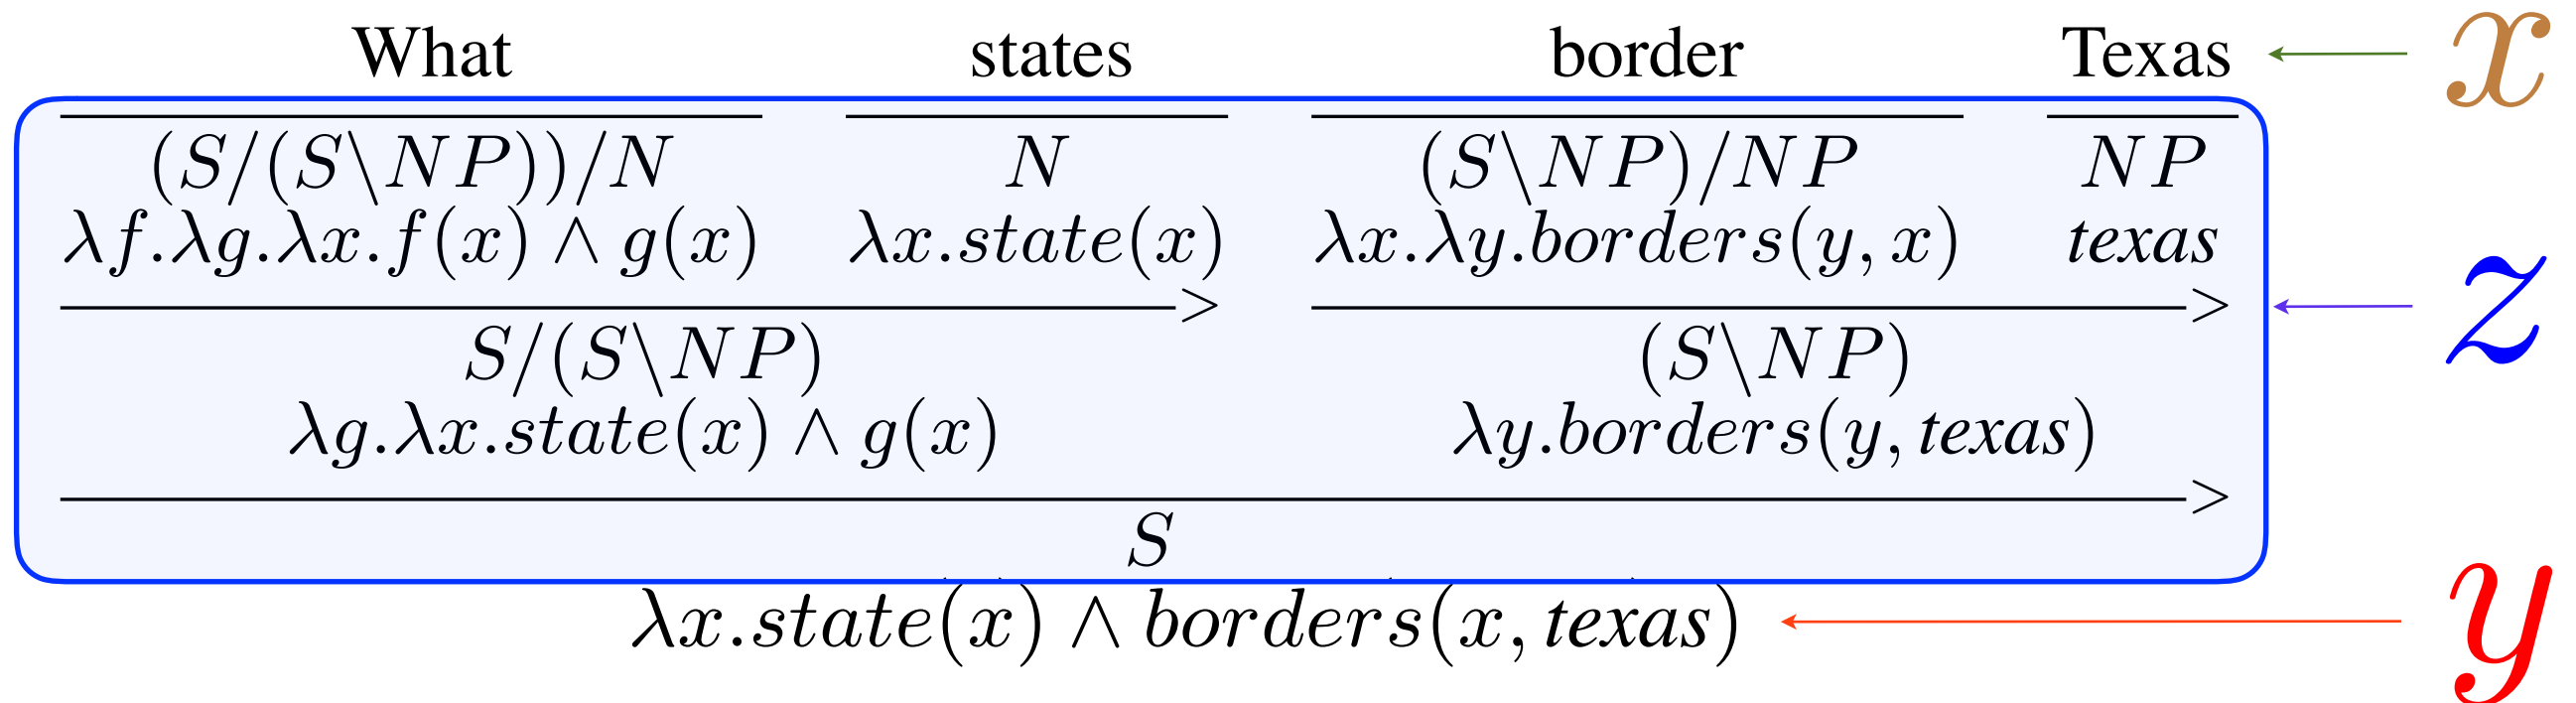 What states border Texas x
(S/(S\NP))/N N (S\NP)/NP NP
λf.λg.λx.f(x) ∧ g(x) λx.state(x) λx.λy.borders(y, x) texas z
> >
S/(S\NP) (S\NP)
λg.λx.state(x) ∧ g(x) λy.borders(y, texas)
>
S
λx.state(x) ∧ borders(x, texas) y